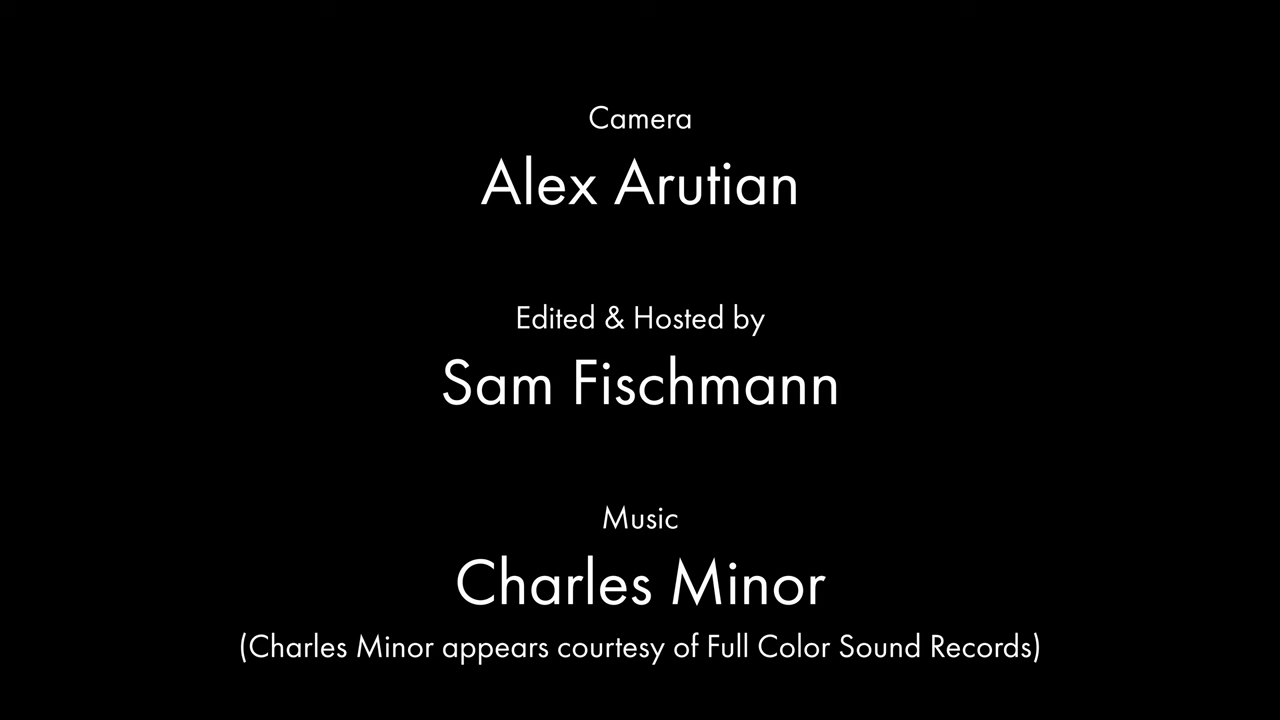 Camera
Alex Arutian
Edited & Hosted by
Sam Fischmann
Music
Charles Minor
(Charles Minor appears courtesy of Full Color Sound Records)